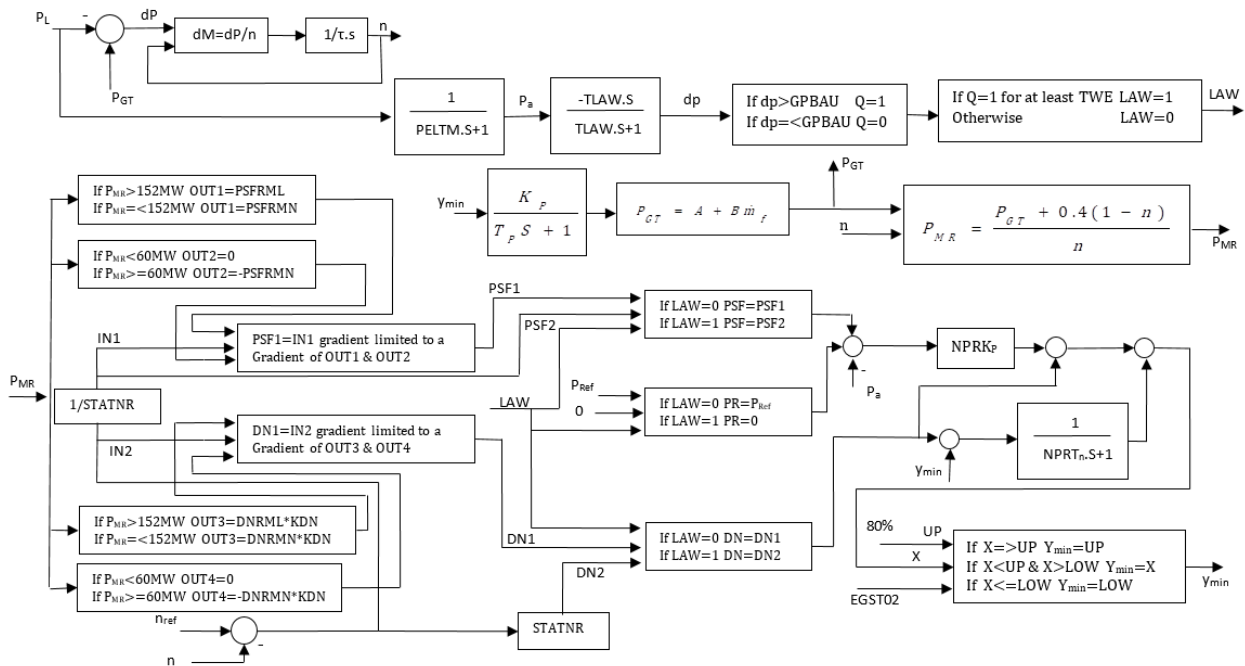 P_L
-
dP
dM=dP/n
1/τ.s
n
P_GT
1
PELTM.S+1
P_a
-TLAW.S
TLAW.S+1
dp
If dp>GPBAU Q=1
If dp=<GPBAU Q=0
If Q=1 for at least TWE LAW=1
Otherwise LAW=0
LAW
If P_MR>152MW OUT1=PSFRML
If P_MR=<152MW OUT1=PSFRMN
y_min
K_P
T_P S + 1
P_GT = A + B ṁ_f
P_GT
n
P_MR = P_GT + 0.4 ( 1 - n )
n
P_MR
If P_MR<60MW OUT2=0
If P_MR>=60MW OUT2=-PSFRMN
IN1
PSF1=IN1 gradient limited to a
Gradient of OUT1 & OUT2
PSF1
PSF2
If LAW=0 PSF=PSF1
If LAW=1 PSF=PSF2
NPRK_P
-
P_a
P_MR
1/STATNR
IN2
DN1=IN2 gradient limited to a
Gradient of OUT3 & OUT4
LAW
P_Ref
0
If LAW=0 PR=P_Ref
If LAW=1 PR=0
y_min
1
NPRT_n.S+1
If P_MR>152MW OUT3=DNRML*KDN
If P_MR=<152MW OUT3=DNRMN*KDN
DN1
DN2
If LAW=0 DN=DN1
If LAW=1 DN=DN2
80%
UP
X
EGST02
If X=>UP Y_min=UP
If X<UP & X>LOW Y_min=X
If X<=LOW Y_min=LOW
y_min
If P_MR<60MW OUT4=0
If P_MR>=60MW OUT4=-DNRMN*KDN
n_ref
-
n
STATNR